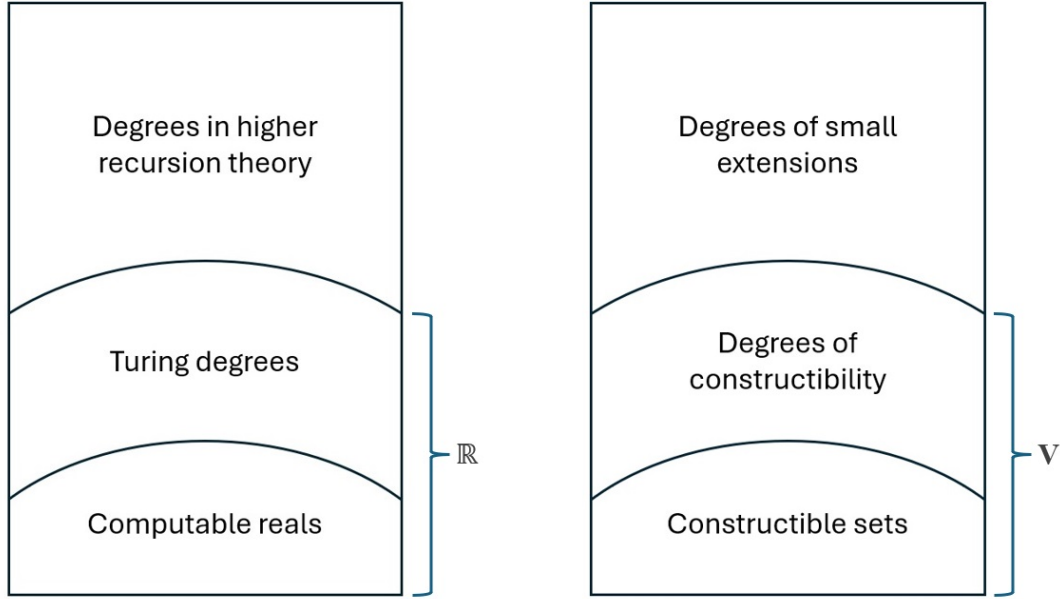 Degrees in higher
recursion theory
Turing degrees
ℝ
Computable reals
Degrees of small
extensions
Degrees of
constructibility
V
Constructible sets